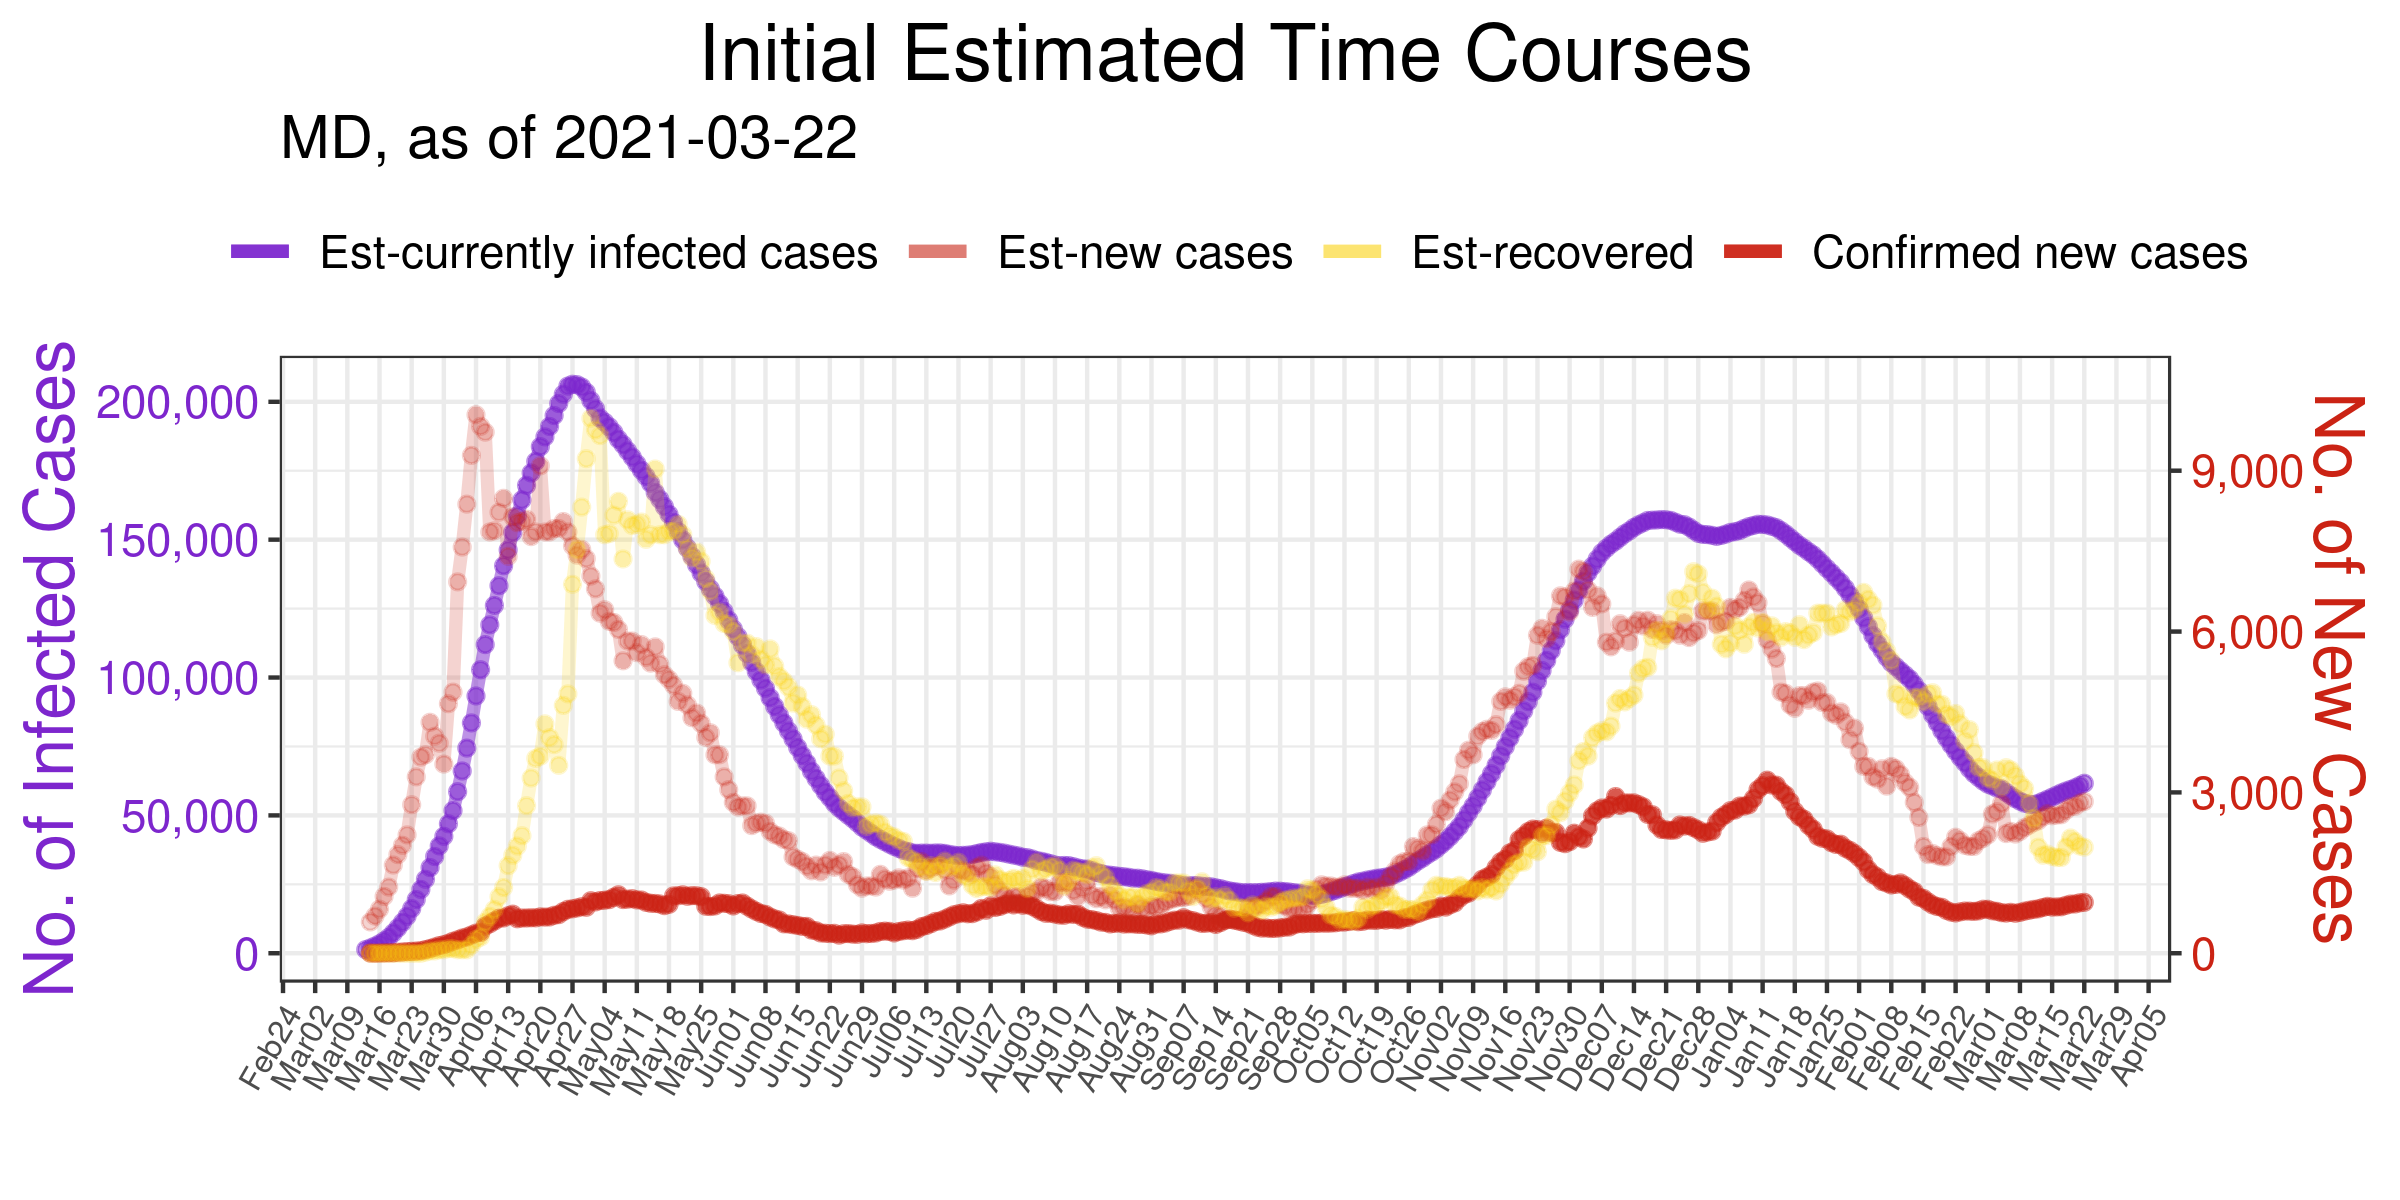 Initial Estimated Time Courses
MD, as of 2021-03-22
Est-currently infected cases
Est-new cases
Est-recovered
Confirmed new cases
No. of Infected Cases
200,000
150,000
100,000
50,000
0
9,000
6,000
3,000
0
No. of New Cases
Feb24
Mar02
Mar09
Mar16
Mar23
Mar30
Apr06
Apr13
Apr20
Apr27
May04
May11
May18
May25
Jun01
Jun08
Jun15
Jun22
Jun29
Jul06
Jul13
Jul20
Jul27
Aug03
Aug10
Aug17
Aug24
Aug31
Sep07
Sep14
Sep21
Sep28
Oct05
Oct12
Oct19
Oct26
Nov02
Nov09
Nov16
Nov23
Nov30
Dec07
Dec14
Dec21
Dec28
Jan04
Jan11
Jan18
Jan25
Feb01
Feb08
Feb15
Feb22
Mar01
Mar08
Mar15
Mar22
Mar29
Apr05